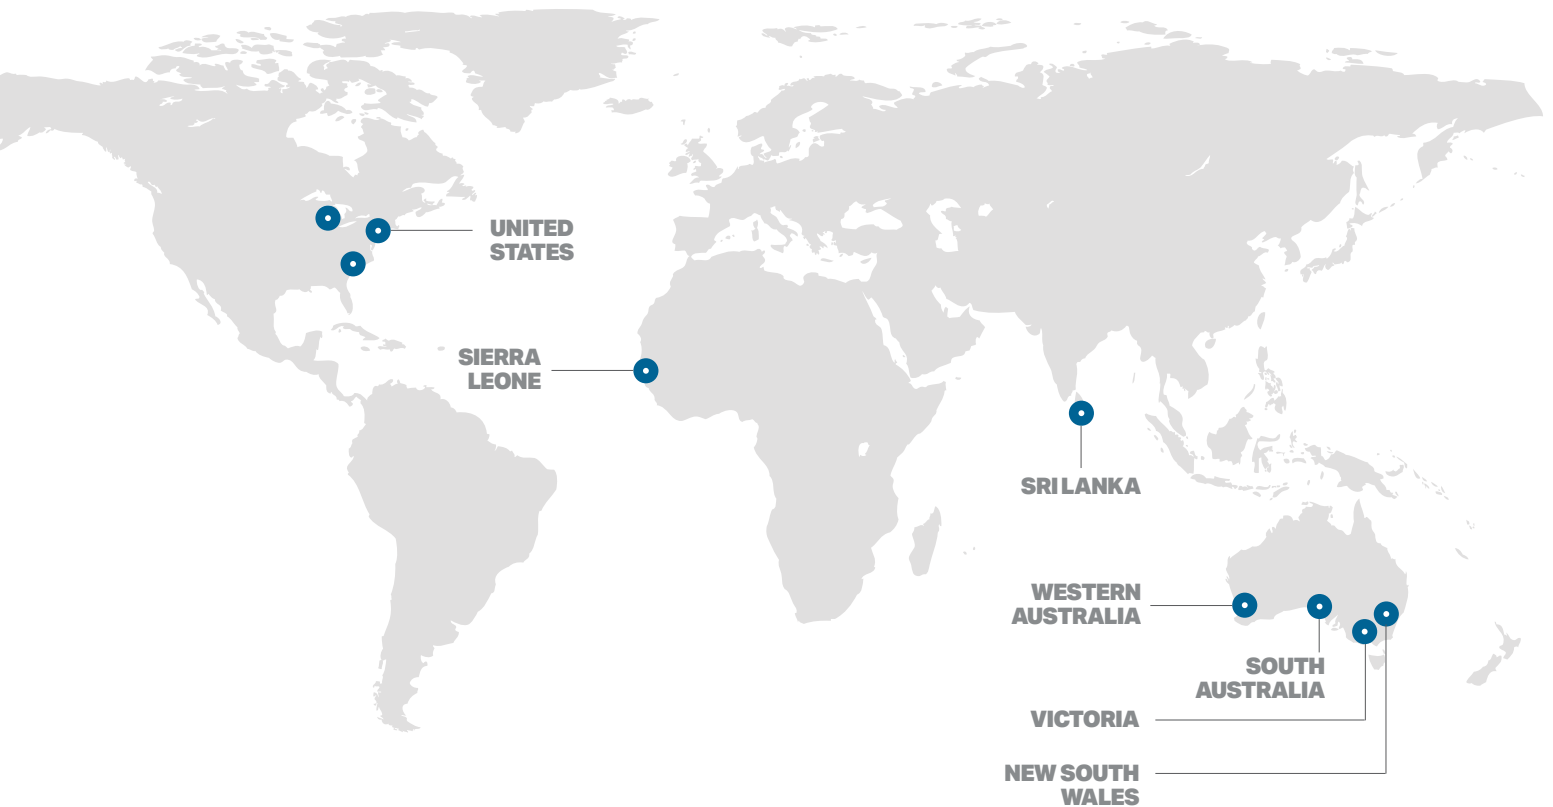 UNITED
STATES
SIERRA
LEONE
SRI LANKA
WESTERN
AUSTRALIA
SOUTH
AUSTRALIA
VICTORIA
NEW SOUTH
WALES